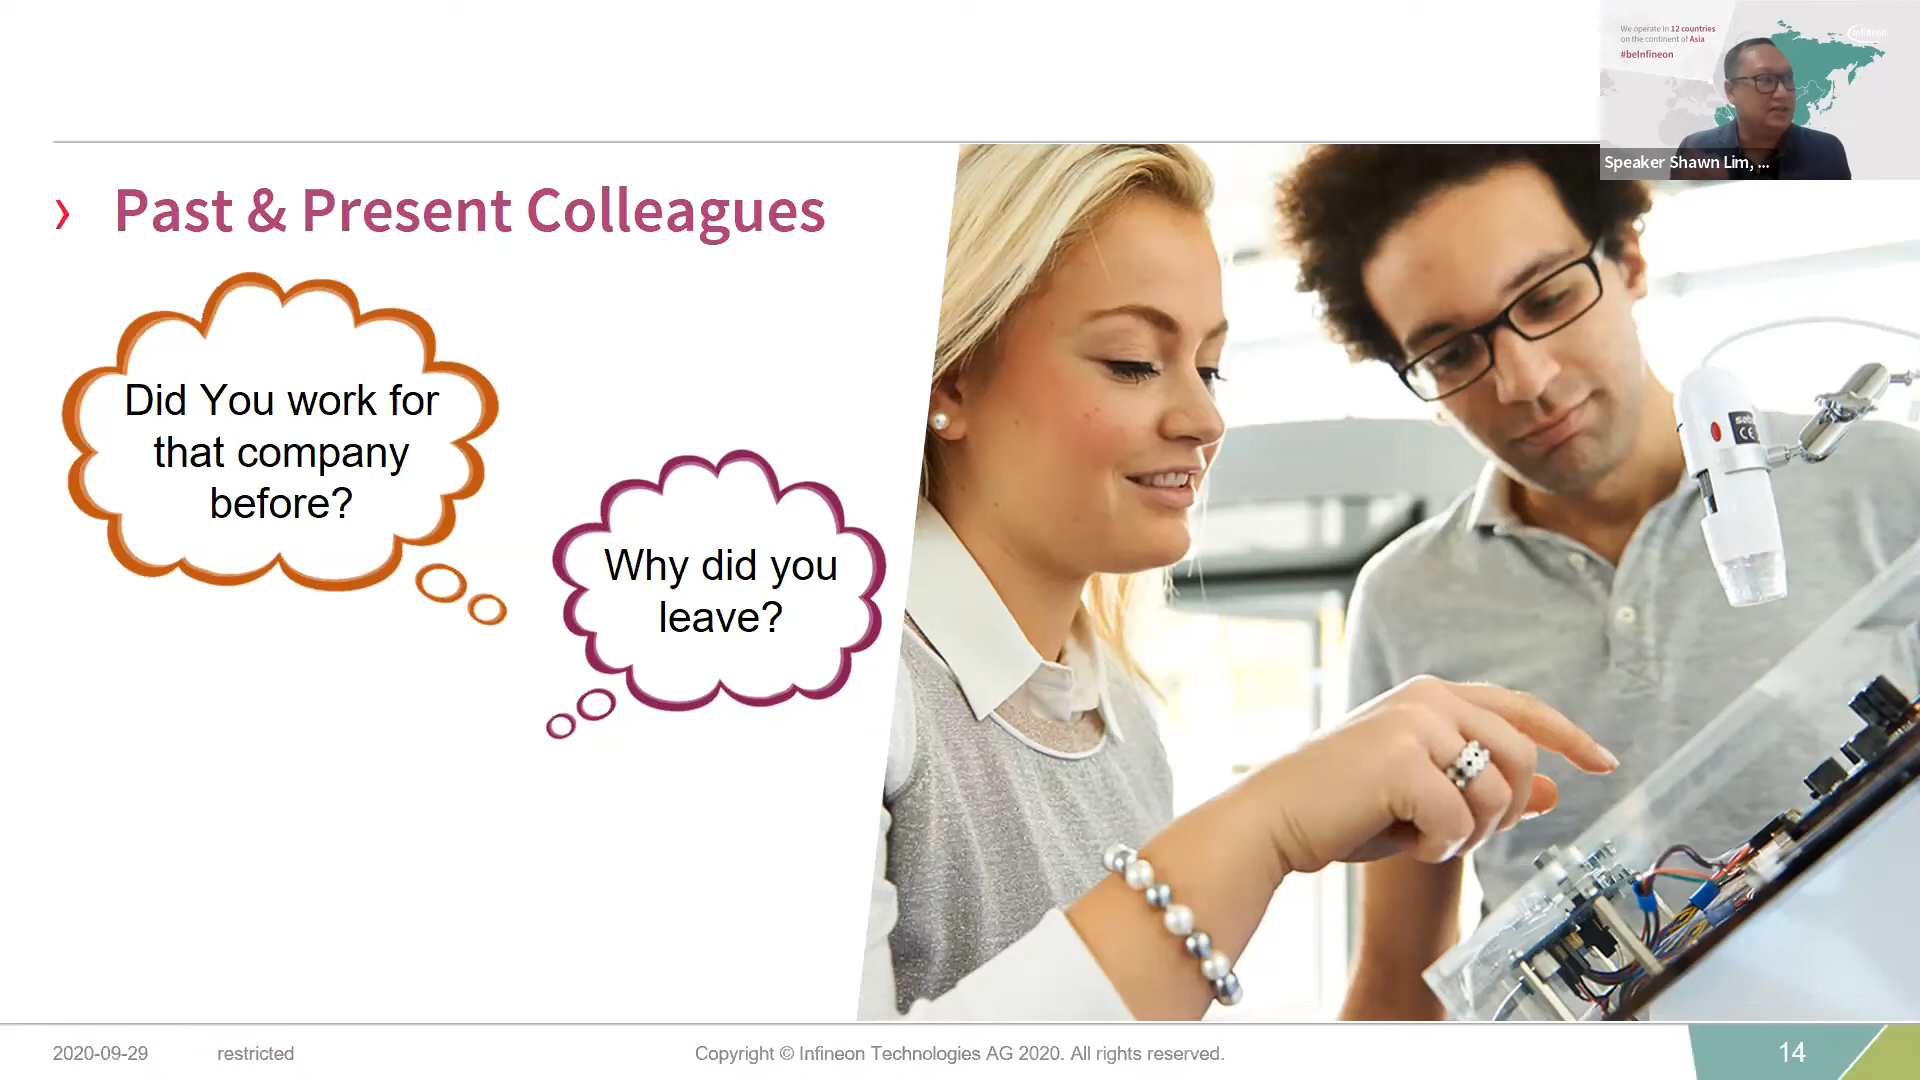 We operate in 12 countries
on the continent of Asia
#beInfineon
infineon
Speaker Shawn Lim, ...
› Past & Present Colleagues
Did You work for
that company
before?
Why did you
leave?
CE
2020-09-29 restricted Copyright © Infineon Technologies AG 2020. All rights reserved. 14